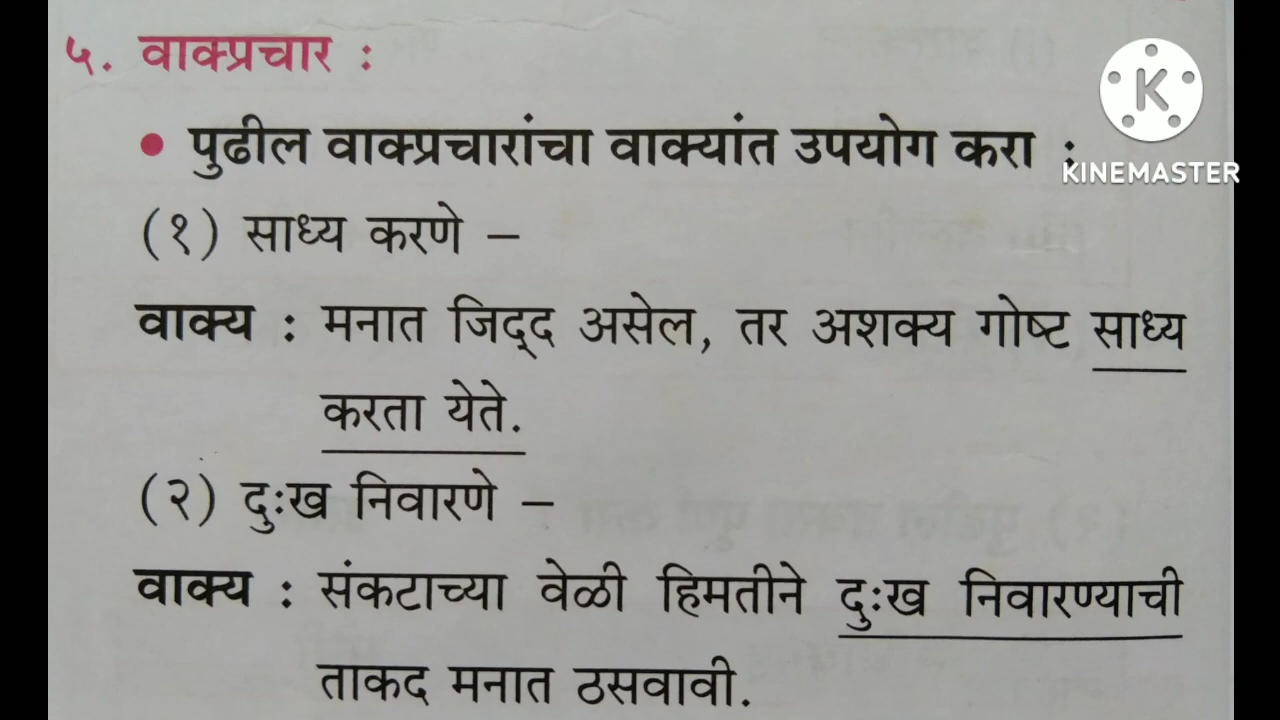 ५. वाक्प्रचार :
• पुढील वाक्प्रचारांचा वाक्यांत उपयोग करा :
K
KINEMASTER
(१) साध्य करणे –
वाक्य : मनात जिद्‌द असेल, तर अशक्य गोष्ट साध्य
करता येते.
(२) दुःख निवारणे –
वाक्य : संकटाच्या वेळी हिमतीने दुःख निवारण्याची
ताकद मनात ठसवावी.